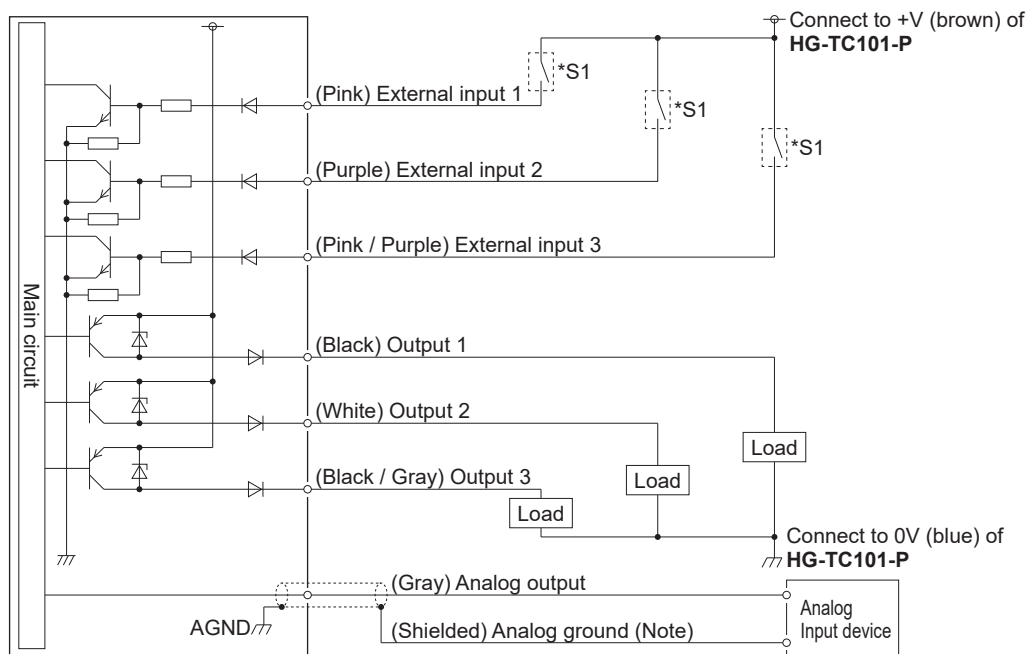 Connect to +V (brown) of
HG-TC101-P
*S1
(Pink) External input 1
*S1
*S1
(Purple) External input 2
(Pink / Purple) External input 3
Main circuit
(Black) Output 1
(White) Output 2
Load
(Black / Gray) Output 3
Load
Load
Connect to 0V (blue) of
HG-TC101-P
(Gray) Analog output
Analog
Input device
AGND
(Shielded) Analog ground (Note)